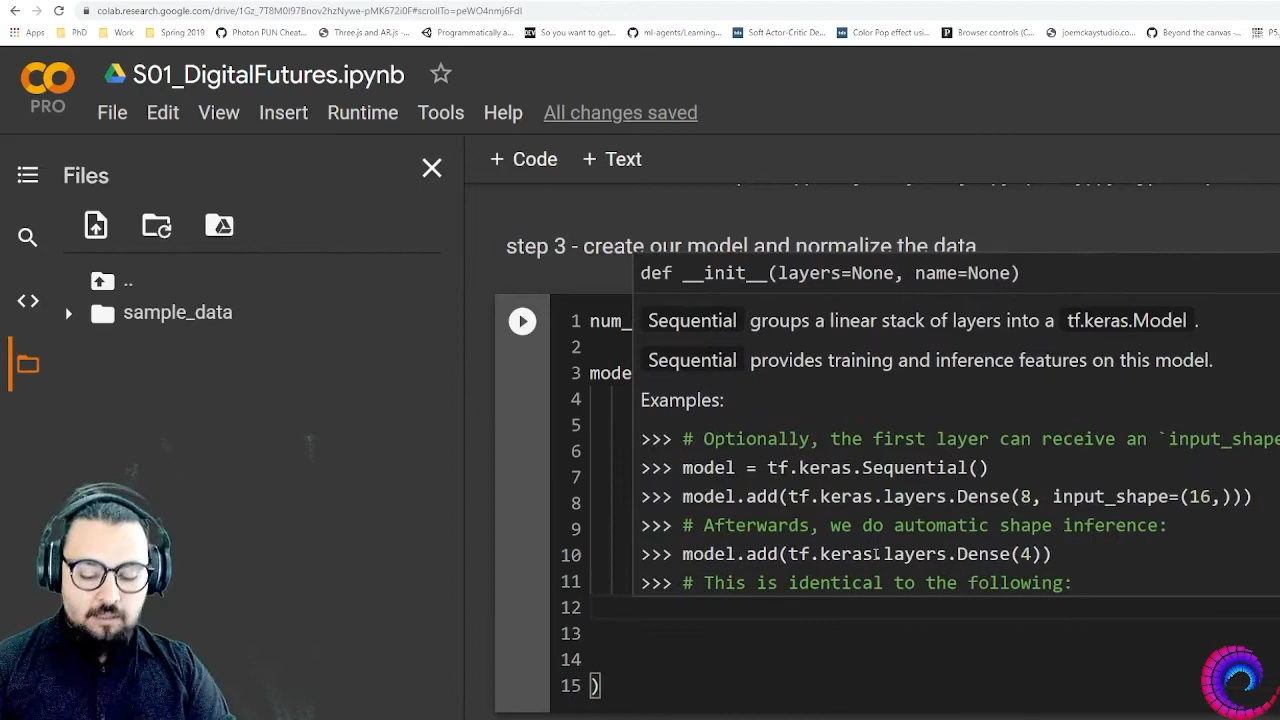 colab.research.google.com/drive/1Gz_7T8M0I97Bnov2hzNywe-pMK672i0F#scrollTo=peWO4nmj6FdI
Apps PhD Work Spring 2019 Photon PUN Cheat... Three.js and AR.js -... Programmatically a... So you want to get... ml-agents/Learning... Soft Actor-Critic De... Color Pop effect usi... Browser controls (C... joemckaystudio.co... Beyond the canva...
S01_DigitalFutures.ipynb
PRO
File Edit View Insert Runtime Tools Help All changes saved
Files
+ Code + Text
..
sample_data
step 3 - create our model and normalize the data
def __init__(layers=None, name=None)
1 num_
Sequential groups a linear stack of layers into a tf.keras.Model .
2
Sequential provides training and inference features on this model.
3 mode
4 Examples:
5 >>> # Optionally, the first layer can receive an `input_shape
6
7 >>> model = tf.keras.Sequential()
8 >>> model.add(tf.keras.layers.Dense(8, input_shape=(16,)))
9 >>> # Afterwards, we do automatic shape inference:
10 >>> model.add(tf.keras.layers.Dense(4))
11 >>> # This is identical to the following:
12
13
14
15 )